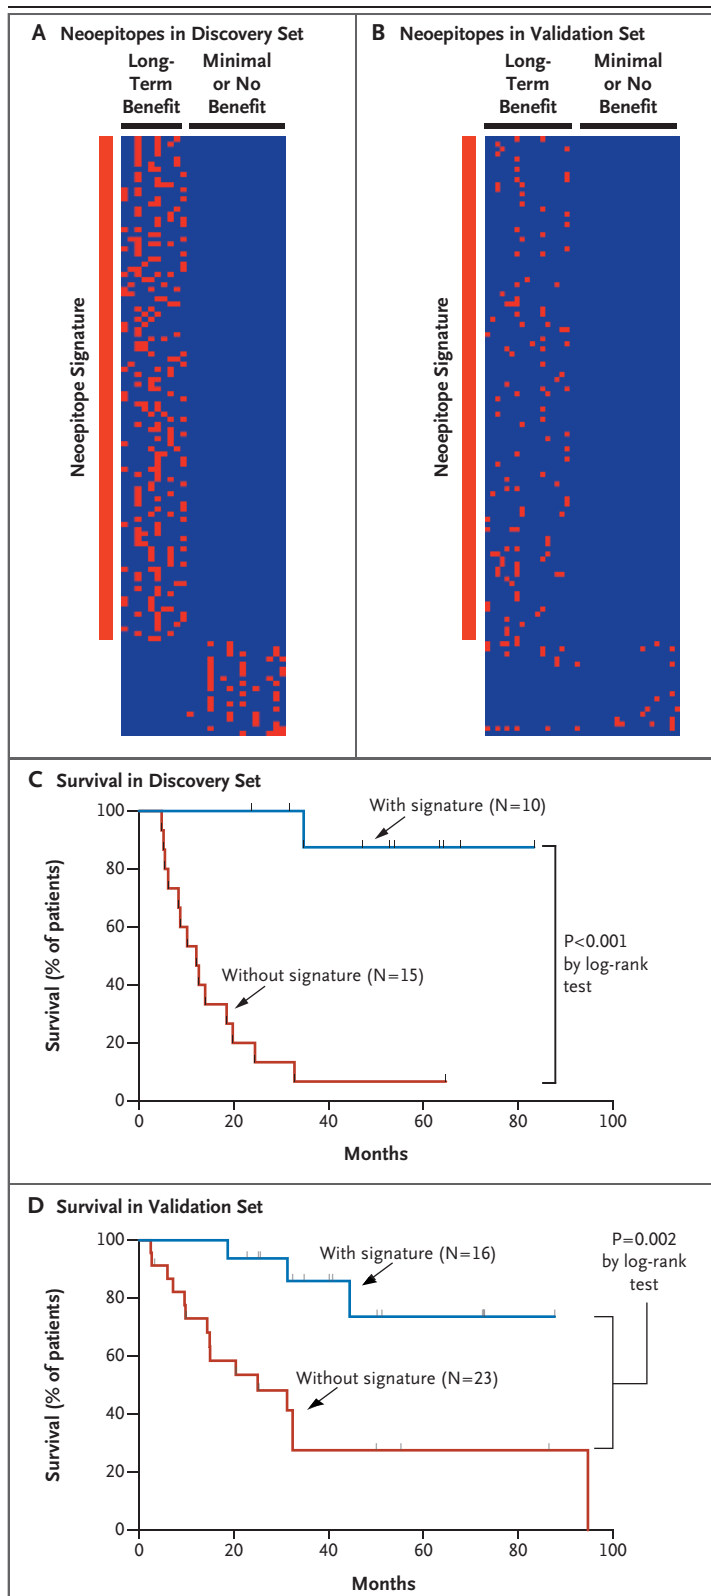 A Neoepitopes in Discovery Set
Long-
Term
Benefit
Minimal
or No
Benefit
Neoepitope Signature
B Neoepitopes in Validation Set
Long-
Term
Benefit
Minimal
or No
Benefit
Neoepitope Signature
C Survival in Discovery Set
Survival (% of patients)
100
80
60
40
20
0
With signature (N=10)
Without signature (N=15)
P<0.001
by log-rank
test
0 20 40 60 80 100
Months
D Survival in Validation Set
Survival (% of patients)
100
80
60
40
20
0
With signature (N=16)
Without signature (N=23)
P=0.002
by log-rank
test
0 20 40 60 80 100
Months